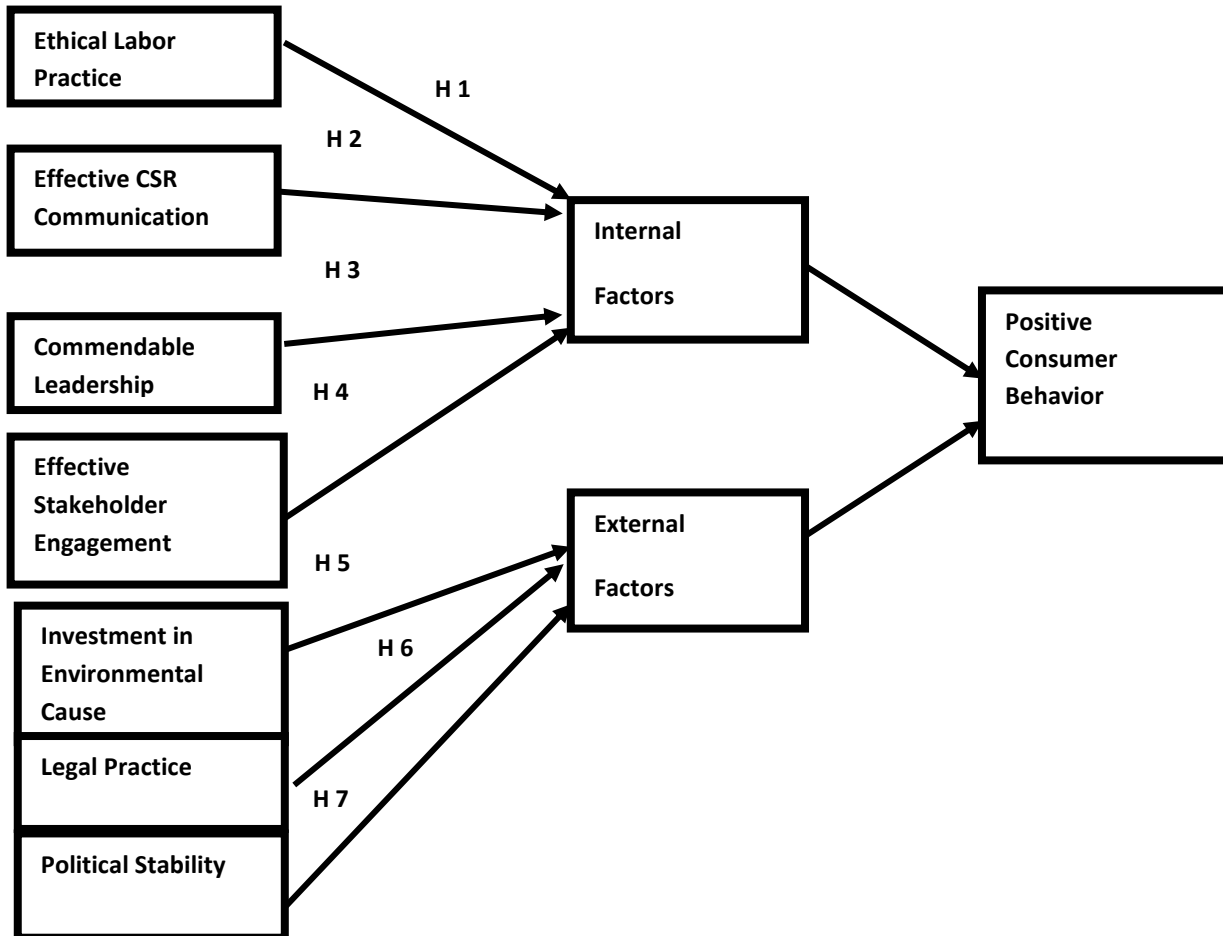 Ethical Labor
Practice
H 1
H 2
Effective CSR
Communication
H 3
Commendable
Leadership
H 4
Effective
Stakeholder
Engagement
H 5
Investment in
Environmental
Cause
H 6
Legal Practice
H 7
Political Stability
Internal
Factors
External
Factors
Positive
Consumer
Behavior